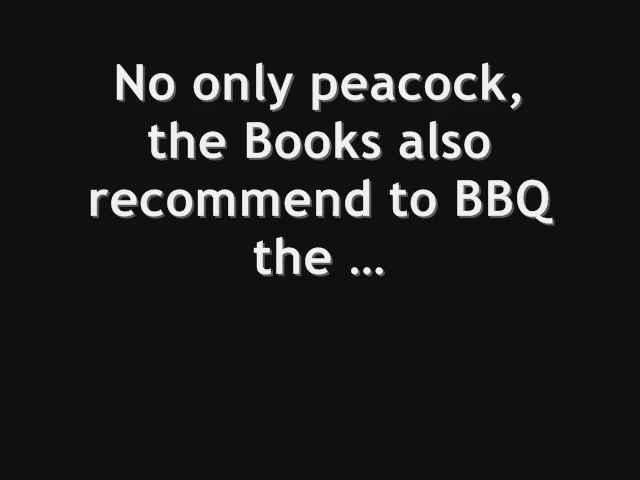 No only peacock,
the Books also
recommend to BBQ
the ...